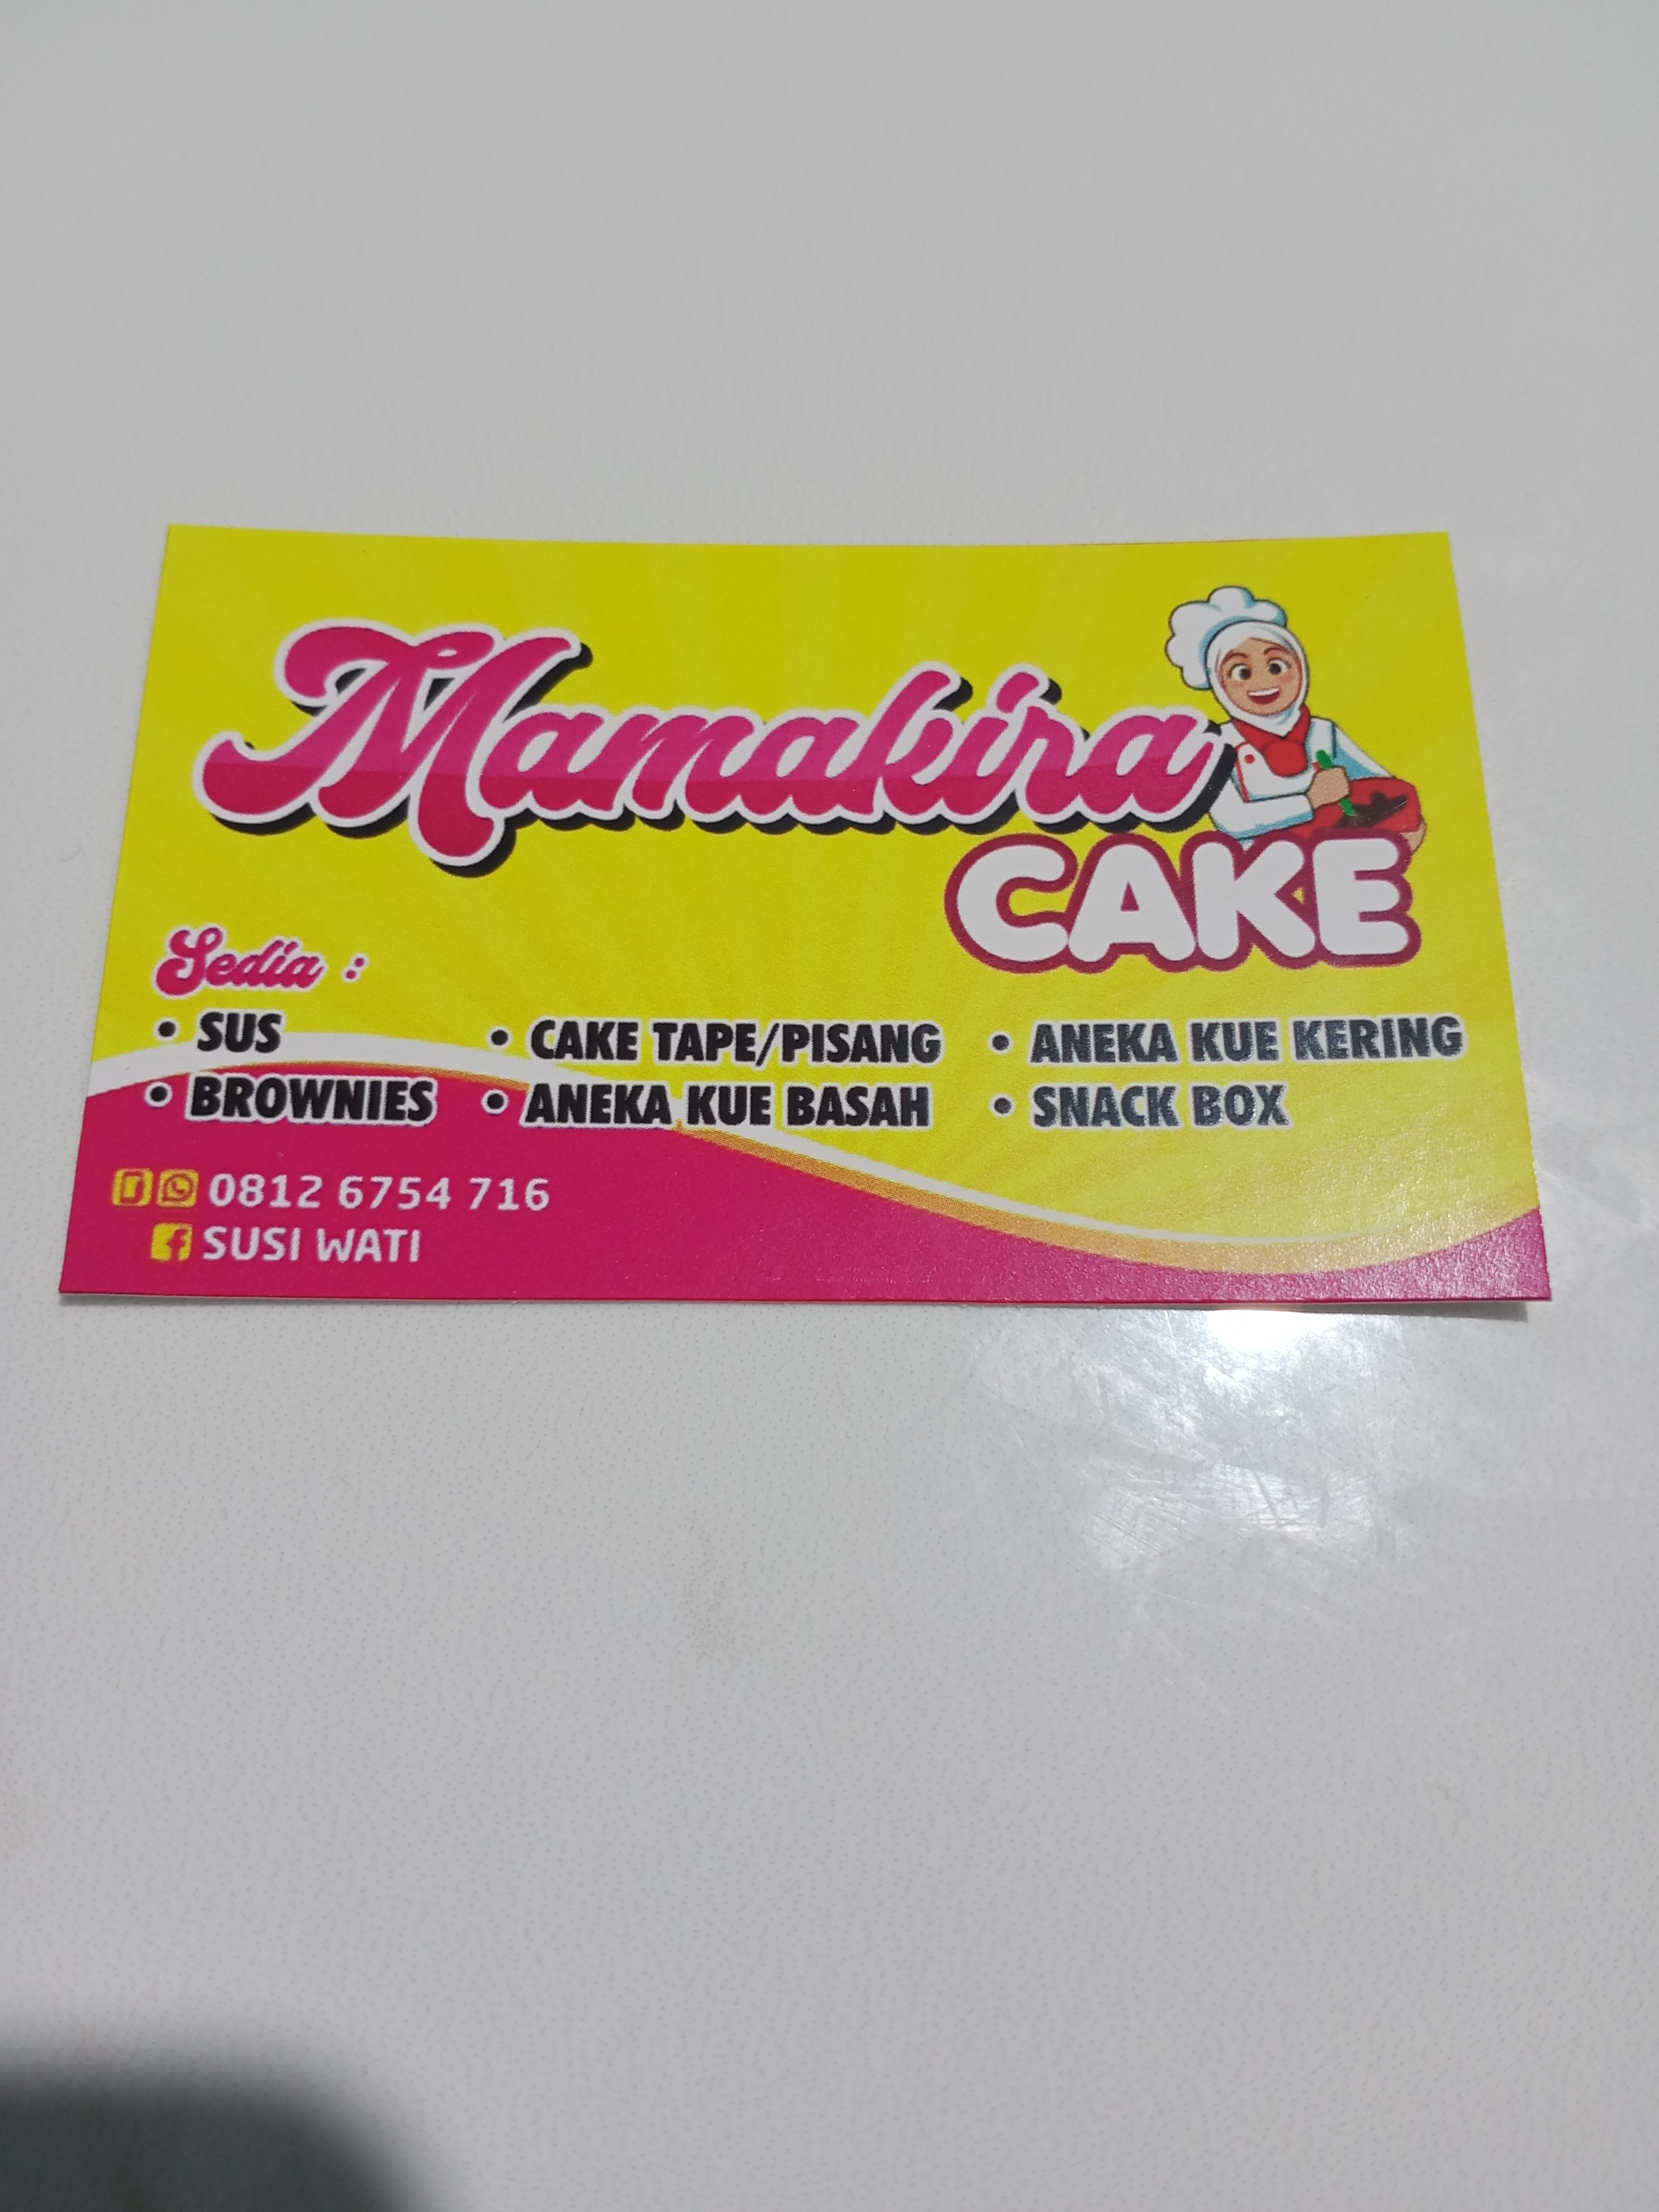 Mamakira
CAKE
Sedia :
• SUS
• BROWNIES
• CAKE TAPE/PISANG
• ANEKA KUE BASAH
• ANEKA KUE KERING
• SNACK BOX
0812 6754 716
SUSI WATI